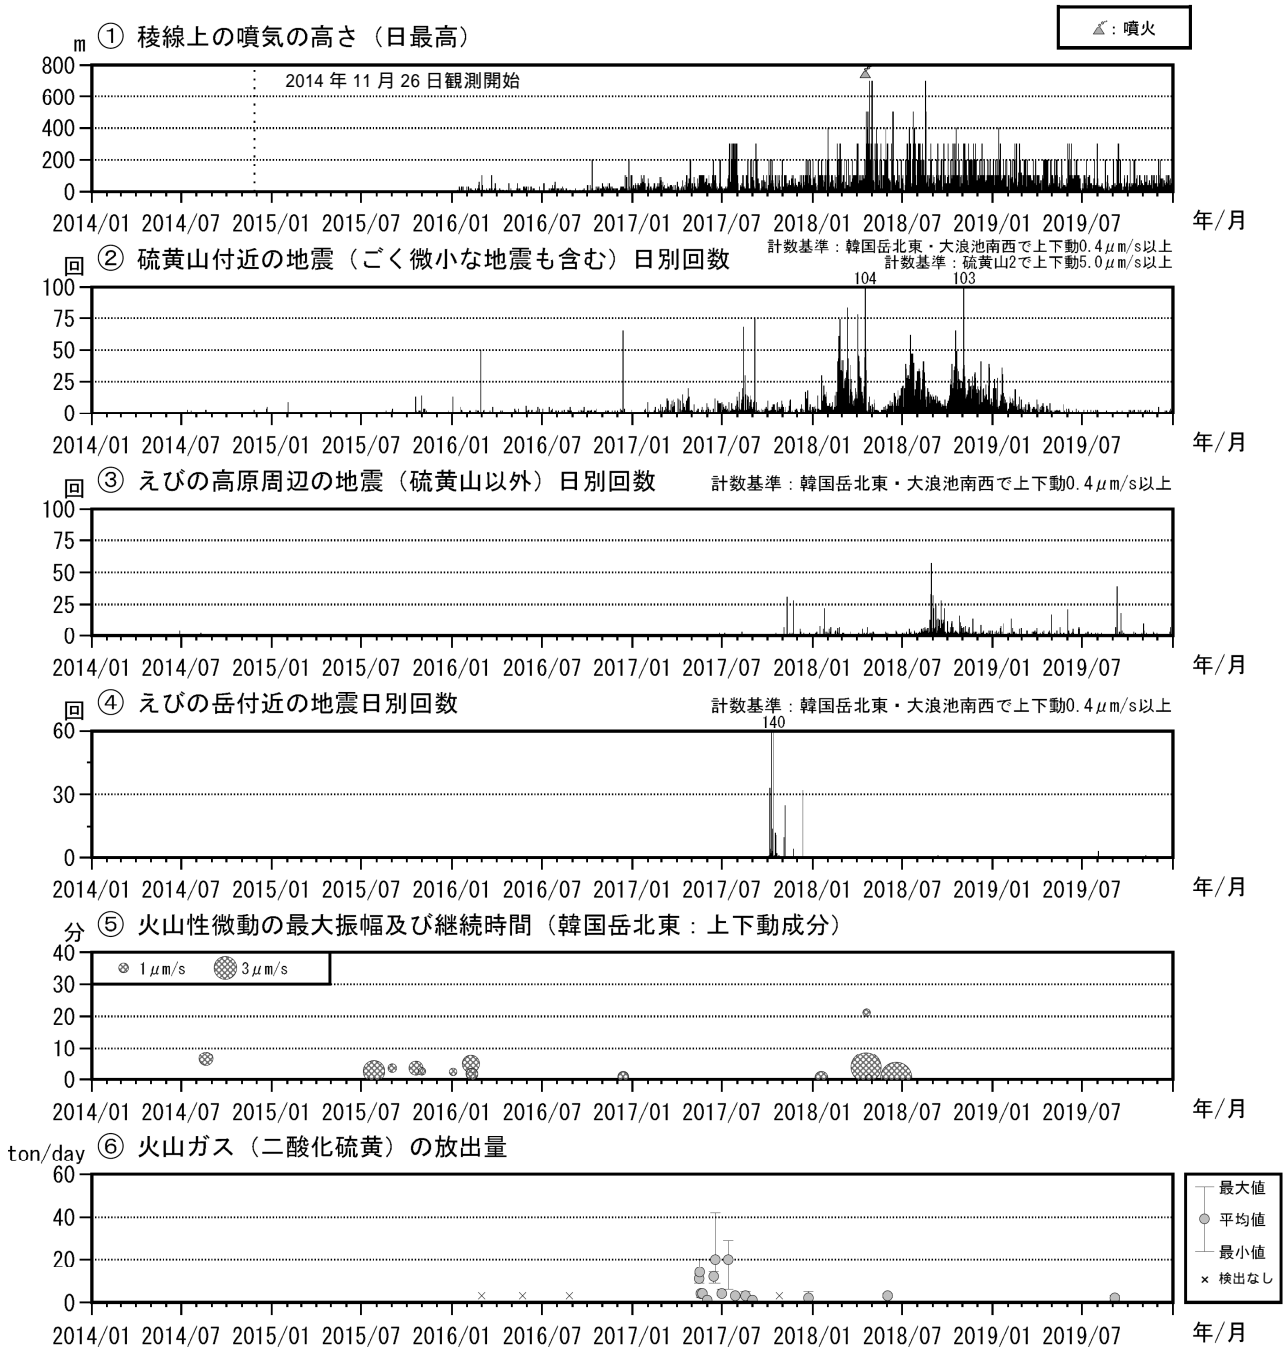 m ① 稜線上の噴気の高さ（日最高）
：噴火
800
2014 年 11 月 26 日観測開始
600
400
200
0
2014/01 2014/07 2015/01 2015/07 2016/01 2016/07 2017/01 2017/07 2018/01 2018/07 2019/01 2019/07 年/月
回 ② 硫黄山付近の地震（ごく微小な地震も含む）日別回数
計数基準：韓国岳北東・大浪池南西で上下動0.4μm/s以上
計数基準：硫黄山2で上下動5.0μm/s以上
104 103
100
75
50
25
0
2014/01 2014/07 2015/01 2015/07 2016/01 2016/07 2017/01 2017/07 2018/01 2018/07 2019/01 2019/07 年/月
回 ③ えびの高原周辺の地震（硫黄山以外）日別回数 計数基準：韓国岳北東・大浪池南西で上下動0.4μm/s以上
100
75
50
25
0
2014/01 2014/07 2015/01 2015/07 2016/01 2016/07 2017/01 2017/07 2018/01 2018/07 2019/01 2019/07 年/月
回 ④ えびの岳付近の地震日別回数 計数基準：韓国岳北東・大浪池南西で上下動0.4μm/s以上
140
60
30
0
2014/01 2014/07 2015/01 2015/07 2016/01 2016/07 2017/01 2017/07 2018/01 2018/07 2019/01 2019/07 年/月
分 ⑤ 火山性微動の最大振幅及び継続時間（韓国岳北東：上下動成分）
40
1μm/s 3μm/s
30
20
10
0
2014/01 2014/07 2015/01 2015/07 2016/01 2016/07 2017/01 2017/07 2018/01 2018/07 2019/01 2019/07 年/月
ton/day ⑥ 火山ガス（二酸化硫黄）の放出量
60
40
20
0
最大値
平均値
最小値
× 検出なし
2014/01 2014/07 2015/01 2015/07 2016/01 2016/07 2017/01 2017/07 2018/01 2018/07 2019/01 2019/07 年/月